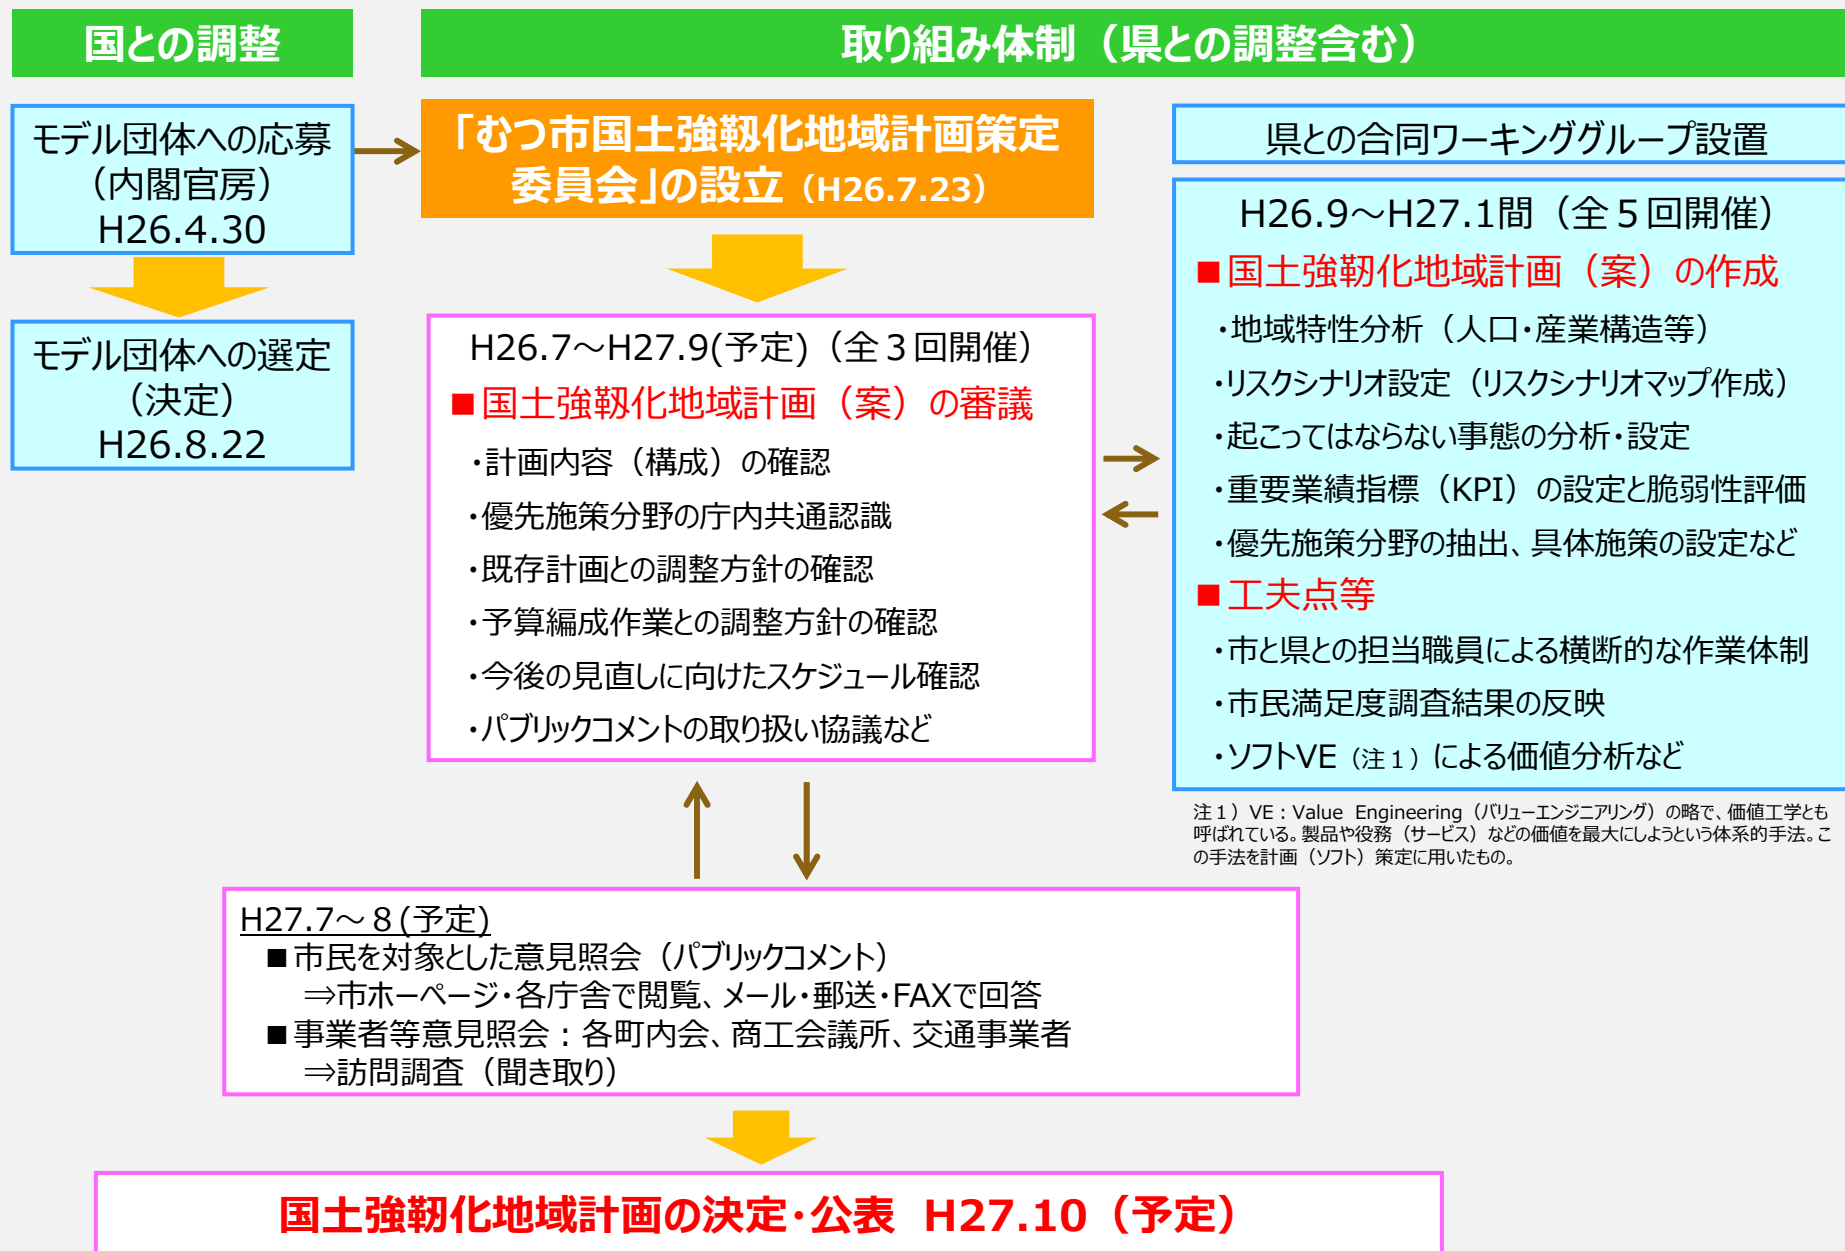 国との調整
取り組み体制（県との調整含む）
モデル団体への応募
（内閣官房）
H26.4.30
モデル団体への選定
（決定）
H26.8.22
「むつ市国土強靱化地域計画策定
委員会」の設立（H26.7.23）
H26.7～H27.9(予定)（全３回開催）
■国土強靱化地域計画（案）の審議
・計画内容（構成）の確認
・優先施策分野の庁内共通認識
・既存計画との調整方針の確認
・予算編成作業との調整方針の確認
・今後の見直しに向けたスケジュール確認
・パブリックコメントの取り扱い協議など
県との合同ワーキンググループ設置
H26.9～H27.1間（全５回開催）
■国土強靱化地域計画（案）の作成
・地域特性分析（人口・産業構造等）
・リスクシナリオ設定（リスクシナリオマップ作成）
・起こってはならない事態の分析・設定
・重要業績指標（KPI）の設定と脆弱性評価
・優先施策分野の抽出、具体施策の設定など
■工夫点等
・市と県との担当職員による横断的な作業体制
・市民満足度調査結果の反映
・ソフトVE（注１）による価値分析など
注１）VE：Value Engineering（バリューエンジニアリング）の略で、価値工学とも
呼ばれている。製品や役務（サービス）などの価値を最大にしようという体系的手法。こ
の手法を計画（ソフト）策定に用いたもの。
H27.7～８(予定)
■市民を対象とした意見照会（パブリックコメント）
⇒市ホームページ・各庁舎で閲覧、メール・郵送・FAXで回答
■事業者等意見照会：各町内会、商工会議所、交通事業者
⇒訪問調査（聞き取り）
国土強靱化地域計画の決定・公表 H27.10（予定）